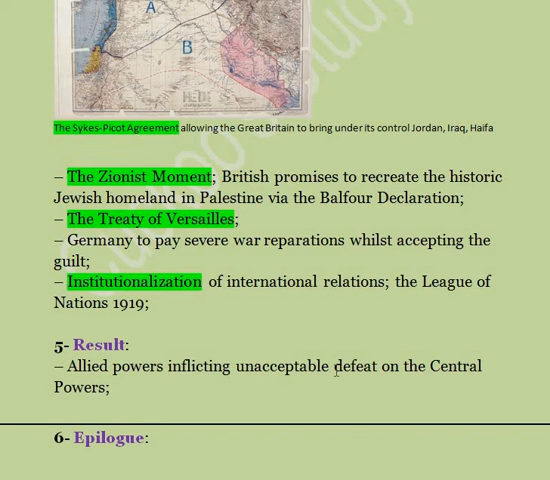 A
B
The Sykes-Picot Agreement allowing the Great Britain to bring under its control Jordan, Iraq, Haifa
– The Zionist Moment; British promises to recreate the historic
Jewish homeland in Palestine via the Balfour Declaration;
– The Treaty of Versailles;
– Germany to pay severe war reparations whilst accepting the
guilt;
– Institutionalization of international relations; the League of
Nations 1919;
5- Result:
– Allied powers inflicting unacceptable defeat on the Central
Powers;
6- Epilogue: